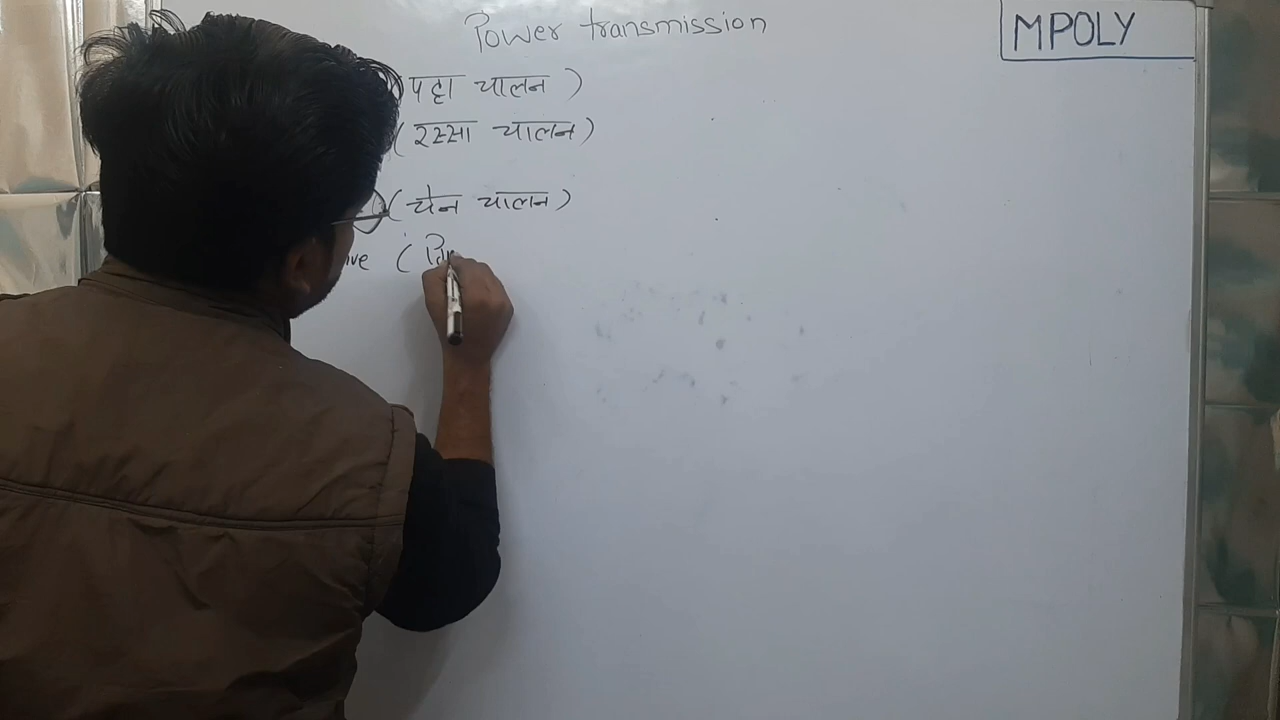 Power transmission
MPOLY
(पट्टा चालन)
(रस्सा चालन)
(चेन चालन)
ive (